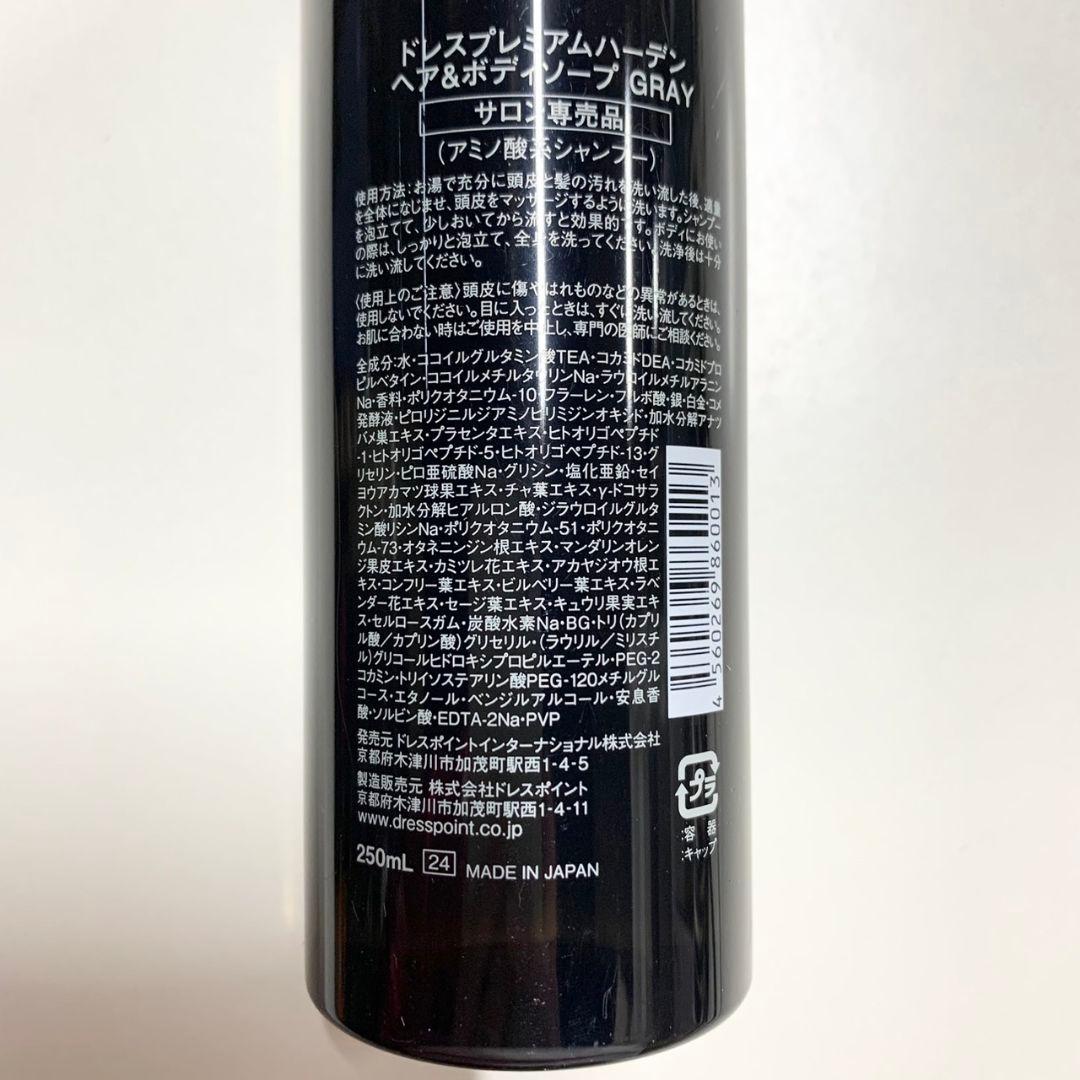 ドレスプレミアムハーデン
ヘア&ボディソープ GRAY
サロン専売品
(アミノ酸系シャンプー)
使用方法:お湯で充分に頭皮と髪の汚れを洗い流した後、適量
を全体になじませ、頭皮をマッサージするように洗います。シャンプー
を泡立てて、少しおいてから流すと効果的です。ボディにお使い
の際は、しっかりと泡立て、全身を洗ってください。洗浄後は十分
に洗い流してください。
〈使用上のご注意〉頭皮に傷やはれものなどの異常があるときは、
使用しないでください。目に入ったときは、すぐに洗い流してください。
お肌に合わない時はご使用を中止し、専門の医師にご相談ください。
全成分:水・ココイルグルタミン酸TEA・コカミドDEA・コカミドプロ
ピルベタイン・ココイルメチルタウリンNa・ラウロイルメチルアラニン
Na・香料・ポリクオタニウム-10・フラーレン・フルボ酸・銀・白金・コメ
発酵液・ピロリジニルジアミノピリミジンオキシド・加水分解アナツ
バメ巣エキス・プラセンタエキス・ヒトオリゴペプチド
-1・ヒトオリゴペプチド-5・ヒトオリゴペプチド-13・グ
リセリン・ピロ亜硫酸Na・グリシン・塩化亜鉛・セイ
ヨウアカマツ球果エキス・チャ葉エキス・γ-ドコサラ
クトン・加水分解ヒアルロン酸・ジラウロイルグルタ
ミン酸リシンNa・ポリクオタニウム-51・ポリクオタニ
ウム-73・オタネニンジン根エキス・マンダリンオレン
ジ果皮エキス・カミツレ花エキス・アカヤジオウ根エ
キス・コンフリー葉エキス・ビルベリー葉エキス・ラベ
ンダー花エキス・セージ葉エキス・キュウリ果実エキ
ス・セルロースガム・炭酸水素Na・BG・トリ(カプリ
ル酸/カプリン酸)グリセリル・(ラウリル/ミリスチ
ル)グリコールヒドロキシプロピルエーテル・PEG-2
コカミン・トリイソステアリン酸PEG-120メチルグル
コース・エタノール・ベンジルアルコール・安息香
酸・ソルビン酸・EDTA-2Na・PVP
発売元 ドレスポイントインターナショナル株式会社
京都府木津川市加茂町駅西1-4-5
製造販売元 株式会社ドレスポイント
京都府木津川市加茂町駅西1-4-11
www.dresspoint.co.jp
250mL 24 MADE IN JAPAN
4 560269 860013
プラ
:容器
:キャップ